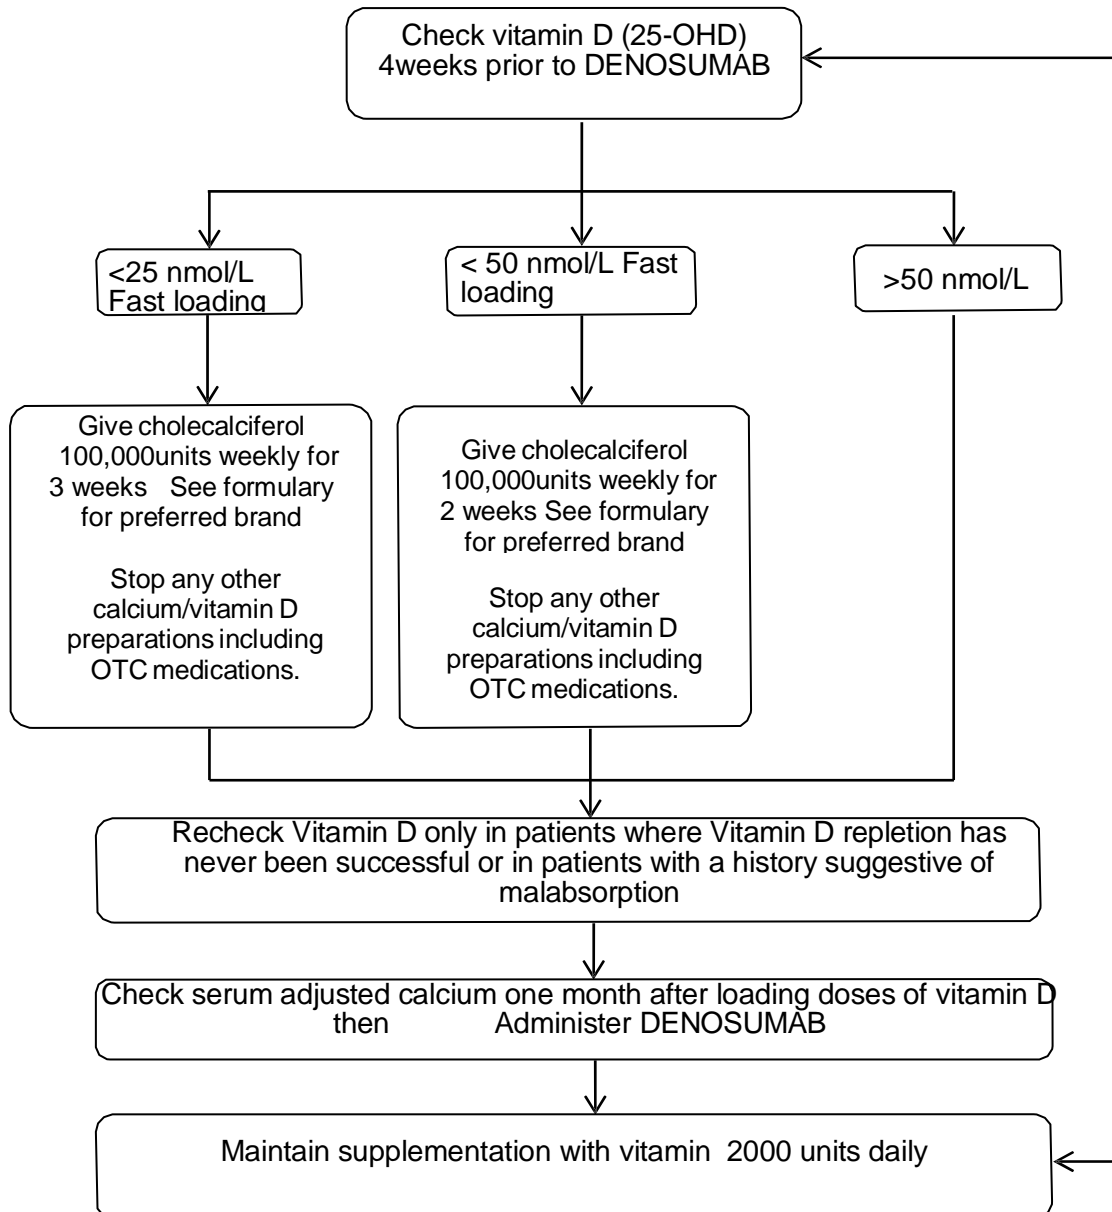 Check vitamin D (25-OHD)
4weeks prior to DENOSUMAB
<25 nmol/L
Fast loading
< 50 nmol/L Fast
loading
>50 nmol/L
Give cholecalciferol
100,000units weekly for
3 weeks See formulary
for preferred brand
Stop any other
calcium/vitamin D
preparations including
OTC medications.
Give cholecalciferol
100,000units weekly for
2 weeks See formulary
for preferred brand
Stop any other
calcium/vitamin D
preparations including
OTC medications.
Recheck Vitamin D only in patients where Vitamin D repletion has
never been successful or in patients with a history suggestive of
malabsorption
Check serum adjusted calcium one month after loading doses of vitamin D
then Administer DENOSUMAB
Maintain supplementation with vitamin 2000 units daily